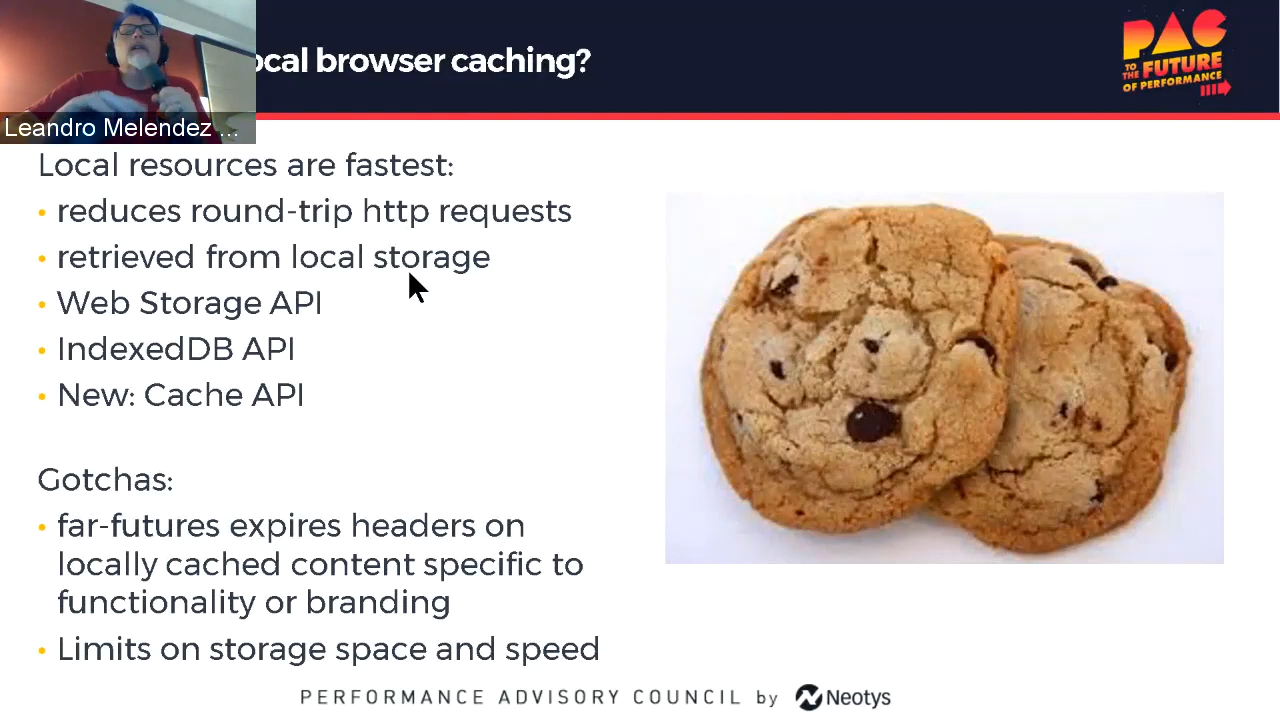 ocal browser caching?
PAC
TO THE FUTURE
OF PERFORMANCE
Leandro Melendez ...
Local resources are fastest:
• reduces round-trip http requests
• retrieved from local storage
• Web Storage API
• IndexedDB API
• New: Cache API
Gotchas:
• far-futures expires headers on
locally cached content specific to
functionality or branding
• Limits on storage space and speed
PERFORMANCE ADVISORY COUNCIL by Neotys